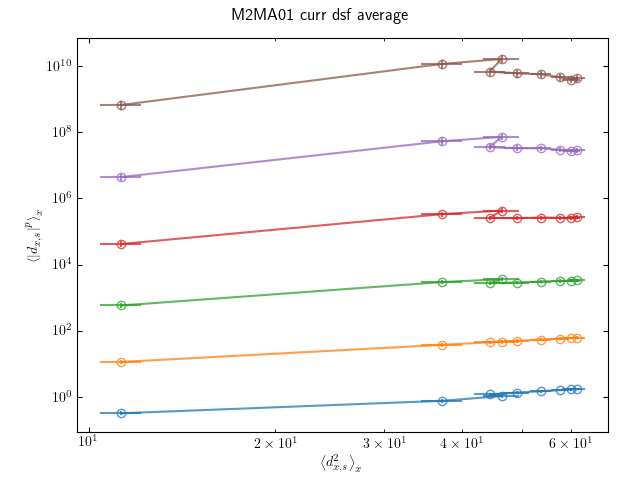 M2MA01 curr dsf average
10^{10}
10^{8}
10^{6}
10^{4}
10^{2}
10^{0}
⟨|d_{x,s}|^p⟩_x
10^1
2 × 10^1
3 × 10^1
4 × 10^1
6 × 10^1
⟨d_{x,s}^2⟩_x